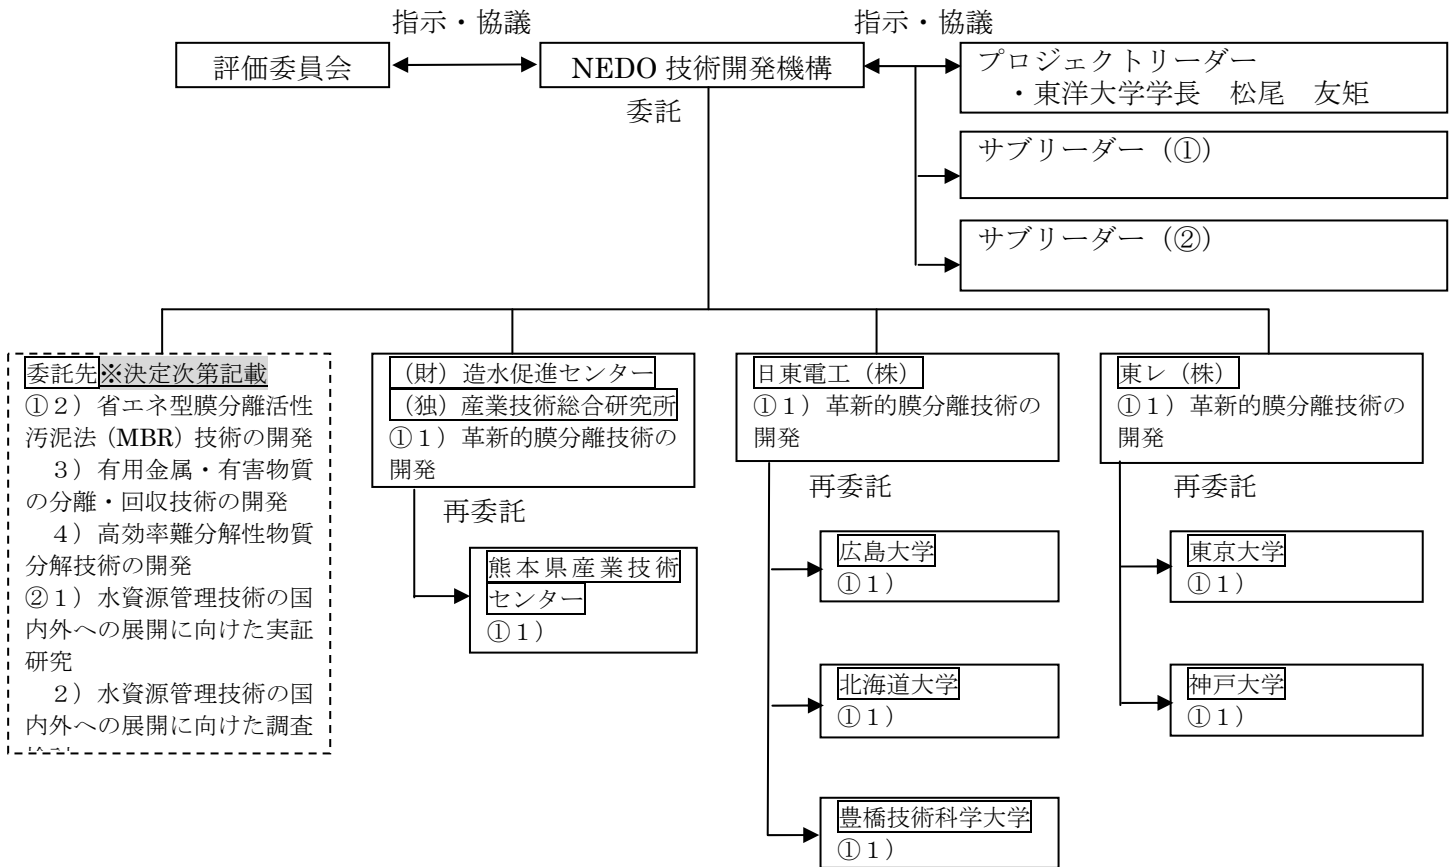 指示・協議
指示・協議
評価委員会
NEDO 技術開発機構
プロジェクトリーダー
・東洋大学学長　松尾　友矩
委託
サブリーダー（①）
サブリーダー（②）
委託先※決定次第記載
①２）省エネ型膜分離活性
汚泥法（MBR）技術の開発
３）有用金属・有害物質
の分離・回収技術の開発
４）高効率難分解性物質
分解技術の開発
②１）水資源管理技術の国
内外への展開に向けた実証
研究
２）水資源管理技術の国
内外への展開に向けた調査
（財）造水促進センター
（独）産業技術総合研究所
①１）革新的膜分離技術の
開発
再委託
熊本県産業技術
センター
①１）
日東電工（株）
①１）革新的膜分離技術の
開発
再委託
広島大学
①１）
北海道大学
①１）
豊橋技術科学大学
①１）
東レ（株）
①１）革新的膜分離技術の
開発
再委託
東京大学
①１）
神戸大学
①１）